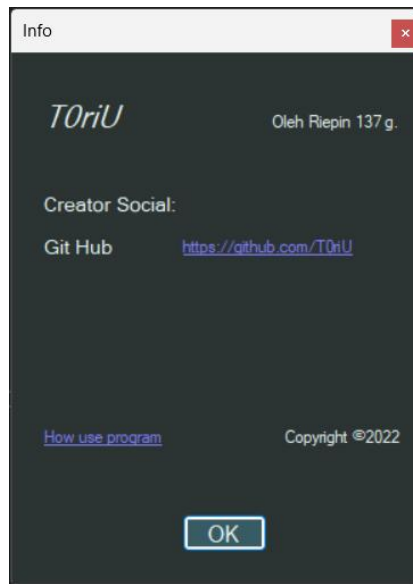 Info
T0riU
Oleh Riepin 137 g.
Creator Social:
Git Hub https://github.com/T0riU
How use program
Copyright ©2022
OK